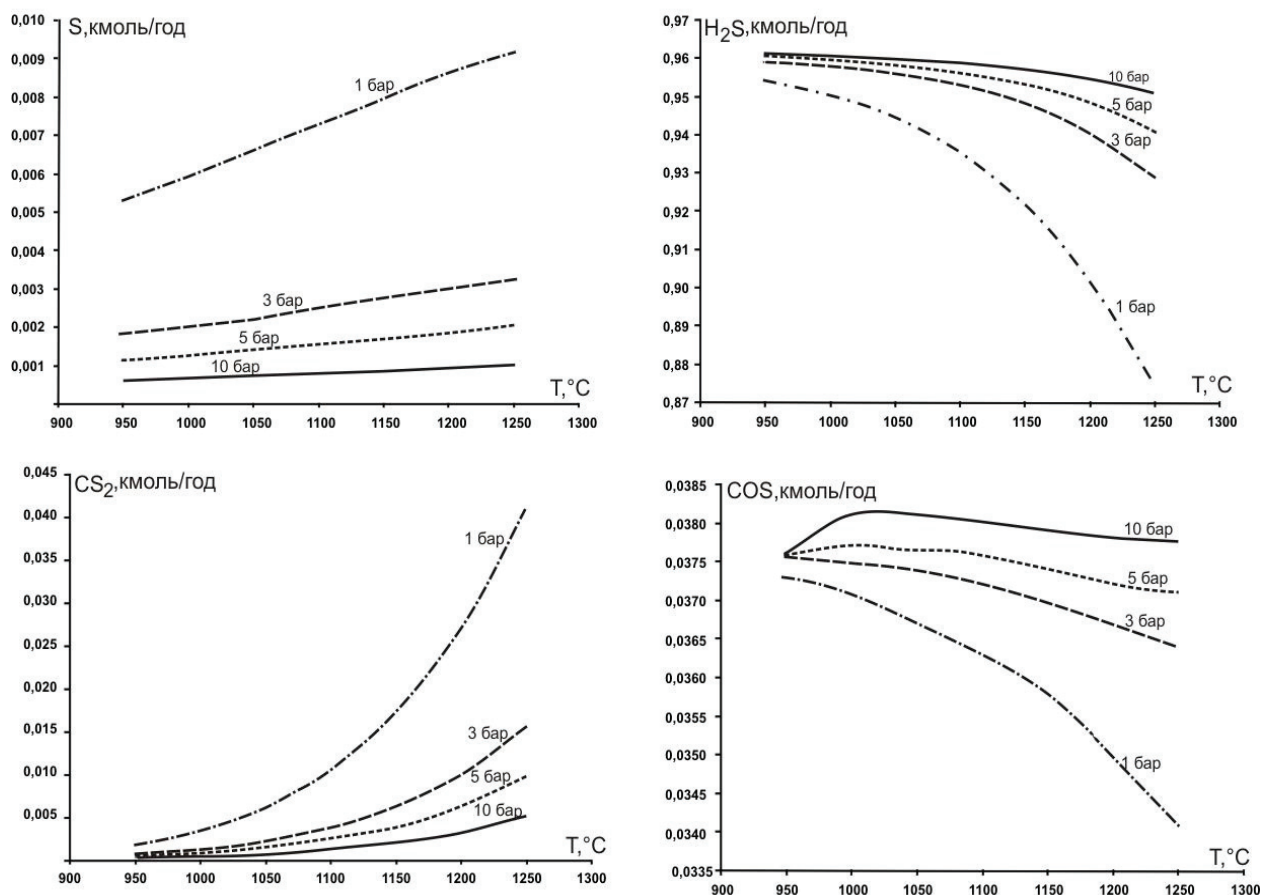 S,кмоль/год
0,010
0,009
0,008
0,007
0,006
0,005
0,004
0,003
0,002
0,001
1 бар
3 бар
5 бар
10 бар
T,°C
900 950 1000 1050 1100 1150 1200 1250 1300
H₂S,кмоль/год
0,97
0,96
0,95
0,94
0,93
0,92
0,91
0,90
0,89
0,88
0,87
10 бар
5 бар
3 бар
1 бар
T,°C
900 950 1000 1050 1100 1150 1200 1250 1300
CS₂,кмоль/год
0,045
0,040
0,035
0,030
0,025
0,020
0,015
0,010
0,005
1 бар
3 бар
5 бар
10 бар
T,°C
900 950 1000 1050 1100 1150 1200 1250 1300
COS,кмоль/год
0,0385
0,0380
0,0375
0,0370
0,0365
0,0360
0,0355
0,0350
0,0345
0,0340
0,0335
10 бар
5 бар
3 бар
1 бар
T,°C
900 950 1000 1050 1100 1150 1200 1250 1300